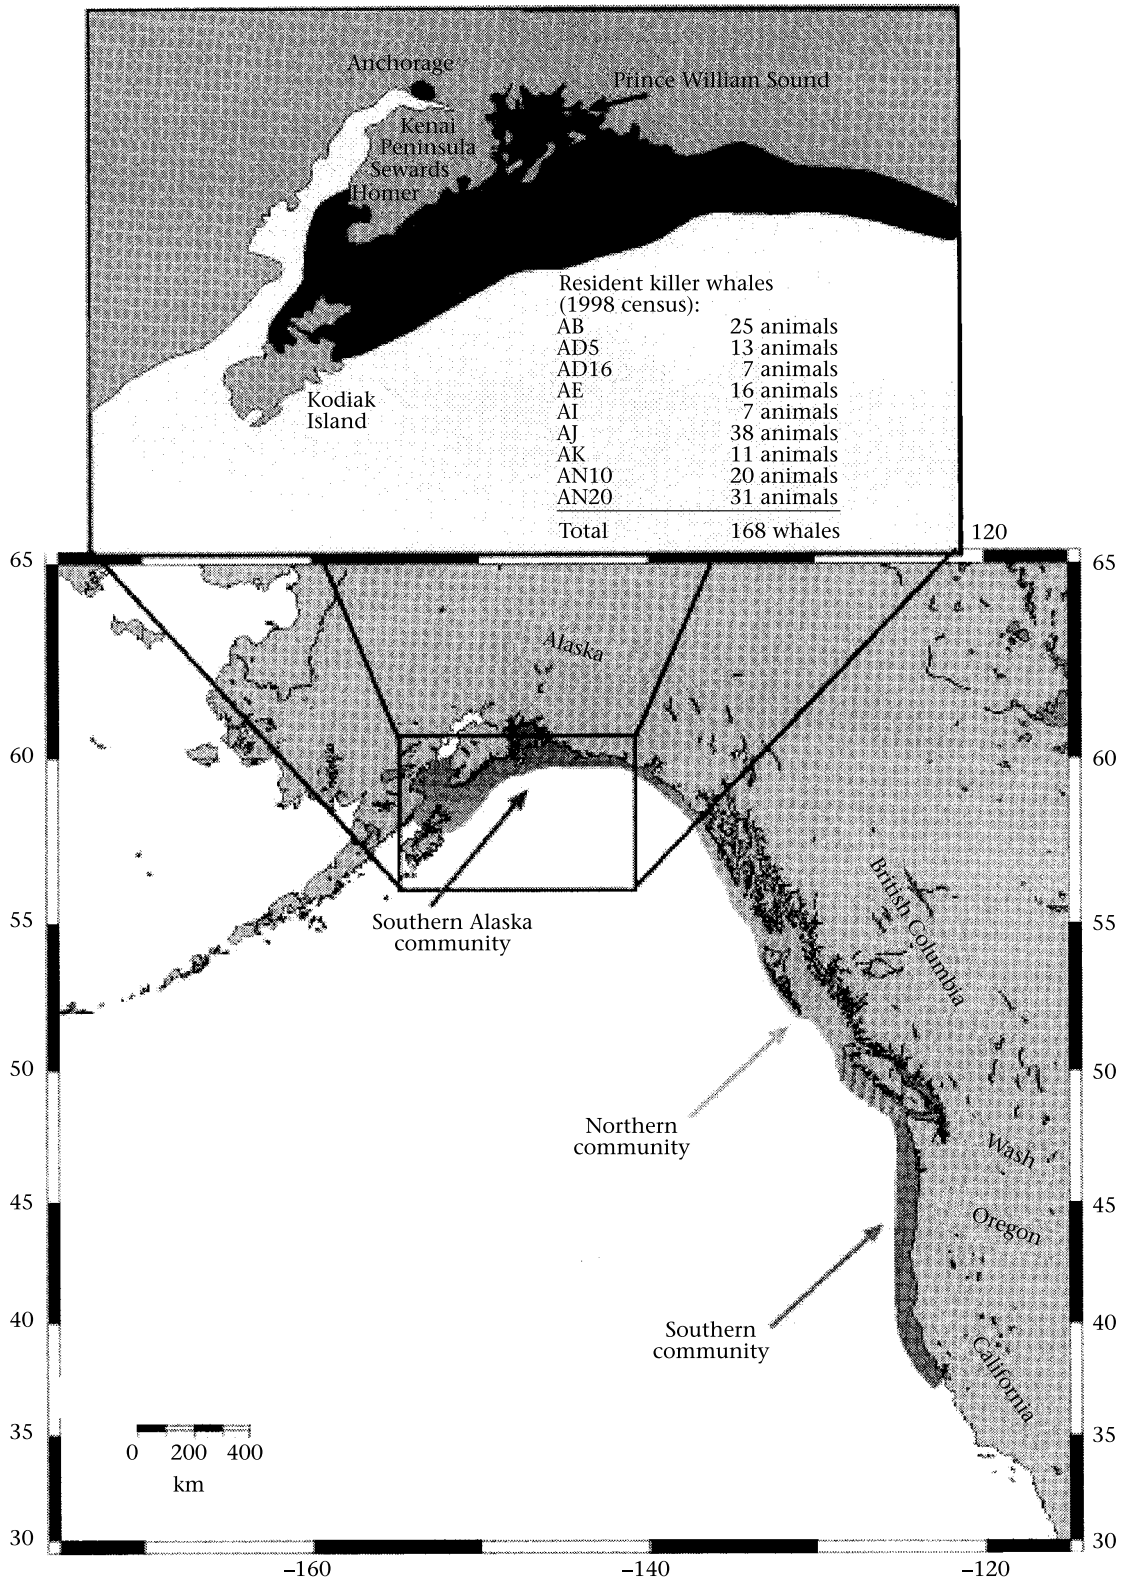 Anchorage
Prince William Sound
Kenai
Peninsula
Sewards
Homer
Kodiak
Island
Resident killer whales
(1998 census):
AB 25 animals
AD5 13 animals
AD16 7 animals
AE 16 animals
AI 7 animals
AJ 38 animals
AK 11 animals
AN10 20 animals
AN20 31 animals
Total 168 whales
120
65 65
Alaska
60 60
British Columbia
55 55
Southern Alaska
community
50 50
Northern
community
Wash
45 45
Oregon
Southern
community
40 40
California
35 35
0 200 400
km
30 30
–160 –140 –120